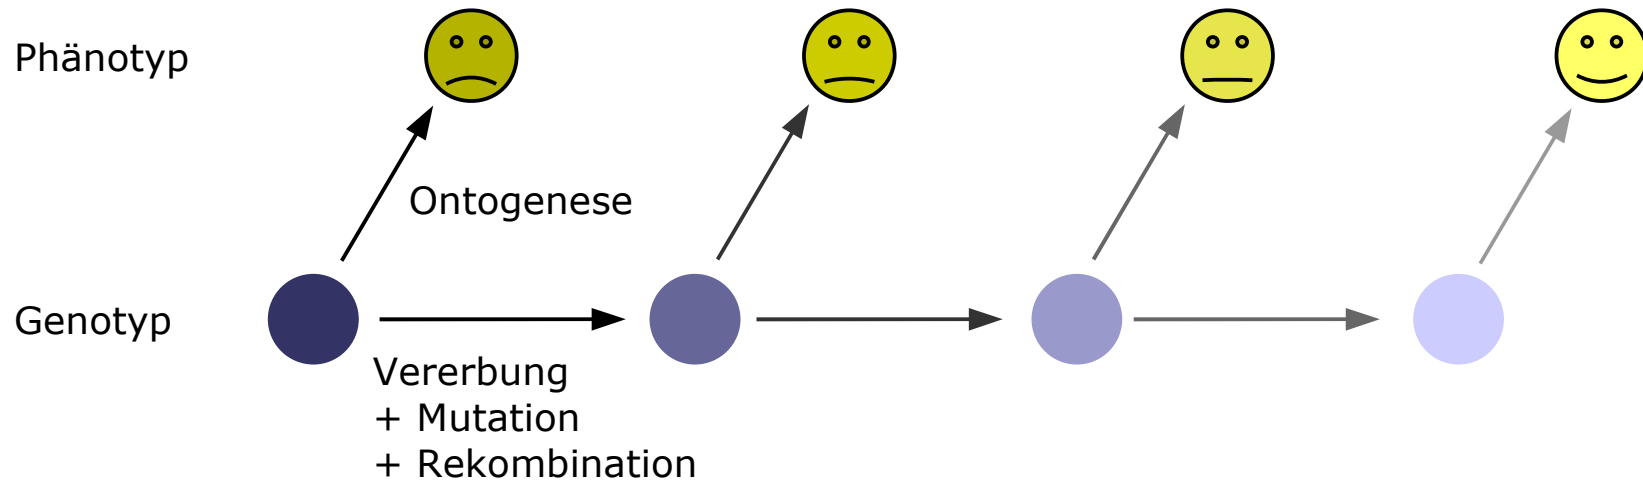 Phänotyp
Ontogenese
Genotyp
Vererbung
+ Mutation
+ Rekombination